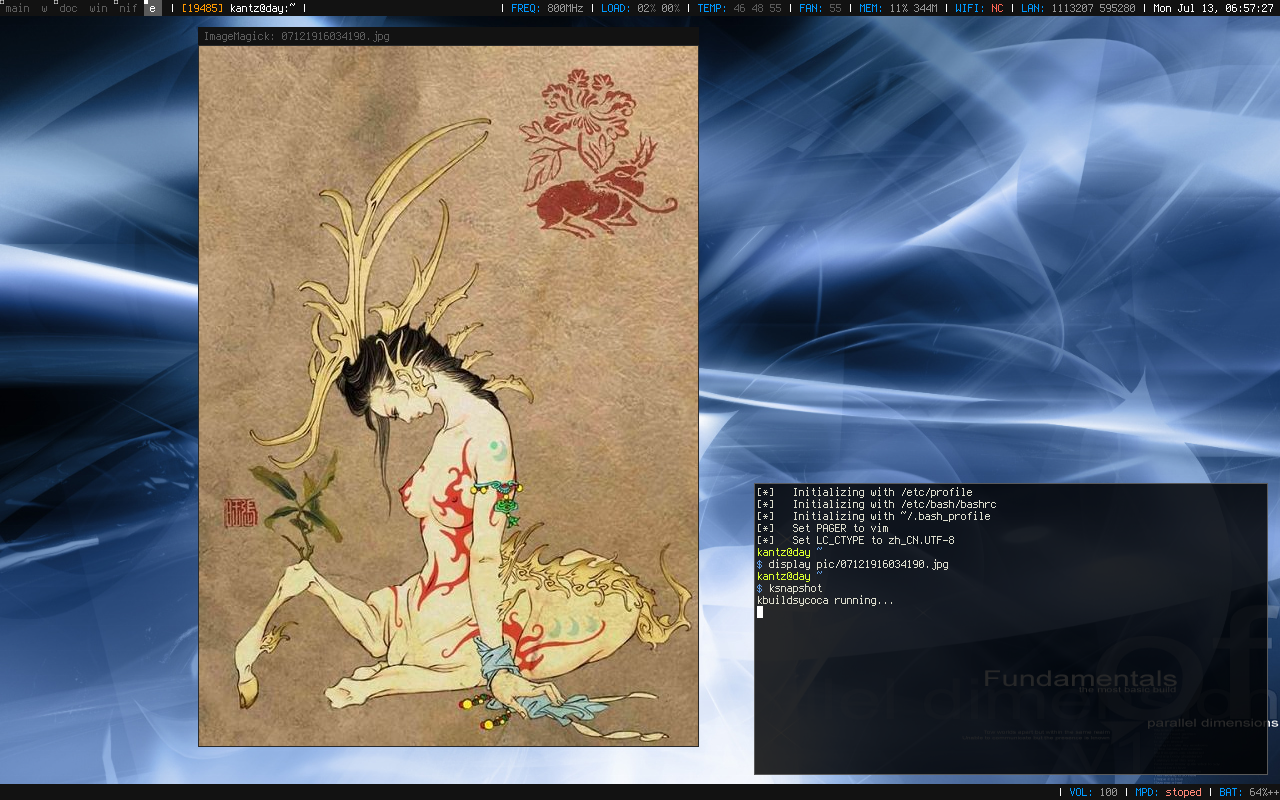 main w doc win nif e | [19485] kantz@day:~ | | FREQ: 800MHz | LOAD: 02% 00% | TEMP: 46 48 55 | FAN: 55 | MEM: 11% 344M | WIFI: NC | LAN: 1113207 595280 | Mon Jul 13, 06:57:27
ImageMagick: 07121916034190.jpg
[*] Initializing with /etc/profile
[*] Initializing with /etc/bash/bashrc
[*] Initializing with ~/.bash_profile
[*] Set PAGER to vim
[*] Set LC_CTYPE to zh_CN.UTF-8
kantz@day ~
$ display pic/07121916034190.jpg
kantz@day ~
$ ksnapshot
kbuildsycoca running...
Fundamentals
the most basic build
parallel dimensions
| VOL: 100 | MPD: stoped | BAT: 64%++